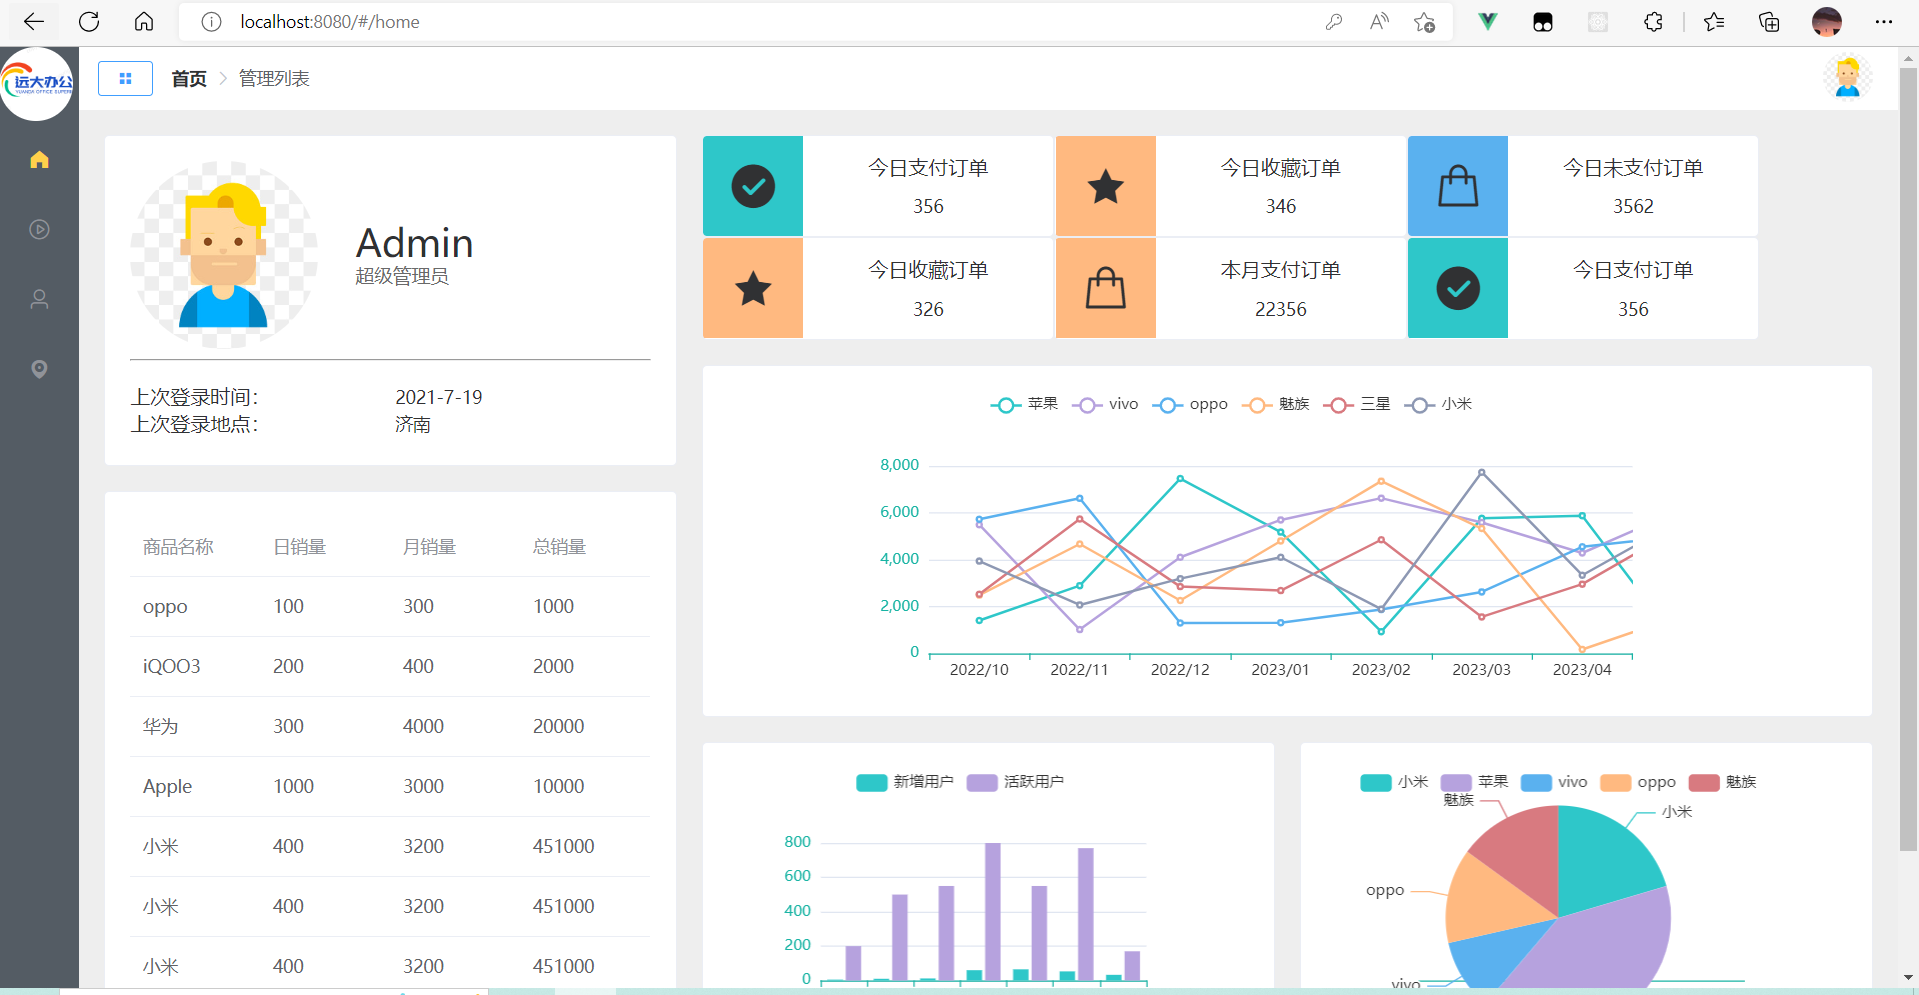 localhost:8080/#/home
远大办公
首页 管理列表
Admin
超级管理员
上次登录时间： 2021-7-19
上次登录地点： 济南
今日支付订单
356
今日收藏订单
346
今日未支付订单
3562
今日收藏订单
326
本月支付订单
22356
今日支付订单
356
苹果 vivo oppo 魅族 三星 小米
8,000
6,000
4,000
2,000
0
2022/10 2022/11 2022/12 2023/01 2023/02 2023/03 2023/04
商品名称 日销量 月销量 总销量
oppo 100 300 1000
iQOO3 200 400 2000
华为 300 4000 20000
Apple 1000 3000 10000
小米 400 3200 451000
小米 400 3200 451000
小米 400 3200 451000
新增用户 活跃用户
800
600
400
200
0
小米 苹果 vivo oppo 魅族
魅族
小米
oppo
vivo